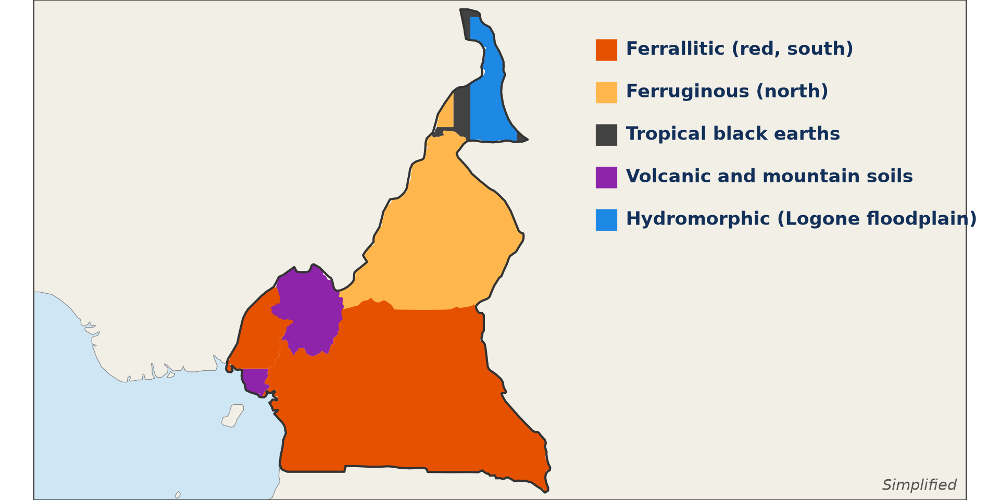 Ferrallitic (red, south)
Ferruginous (north)
Tropical black earths
Volcanic and mountain soils
Hydromorphic (Logone floodplain)
Simplified